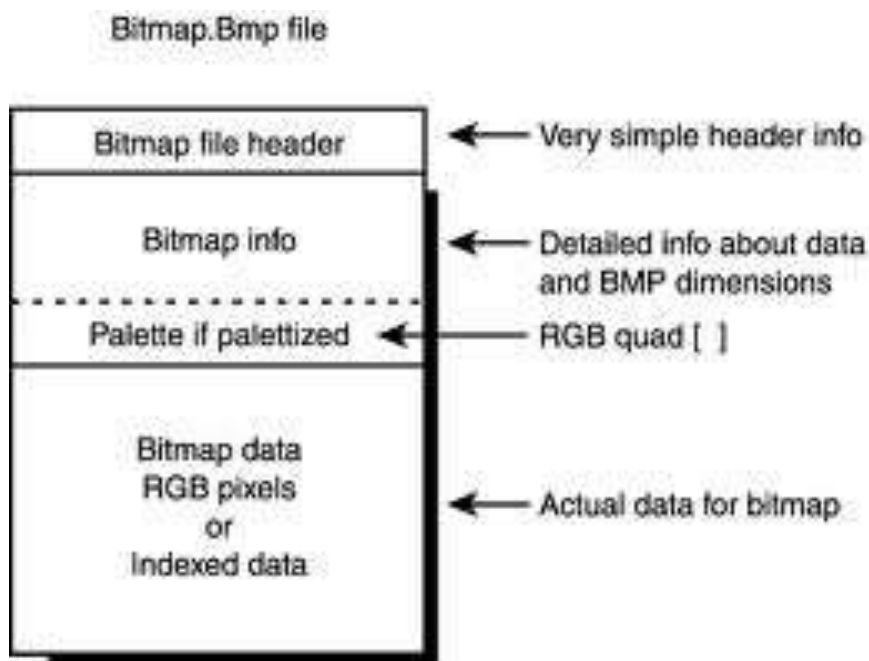 Bitmap.Bmp file
Bitmap file header
Very simple header info
Bitmap info
Detailed info about data
and BMP dimensions
Palette if palettized
RGB quad [ ]
Bitmap data
RGB pixels
or
Indexed data
Actual data for bitmap